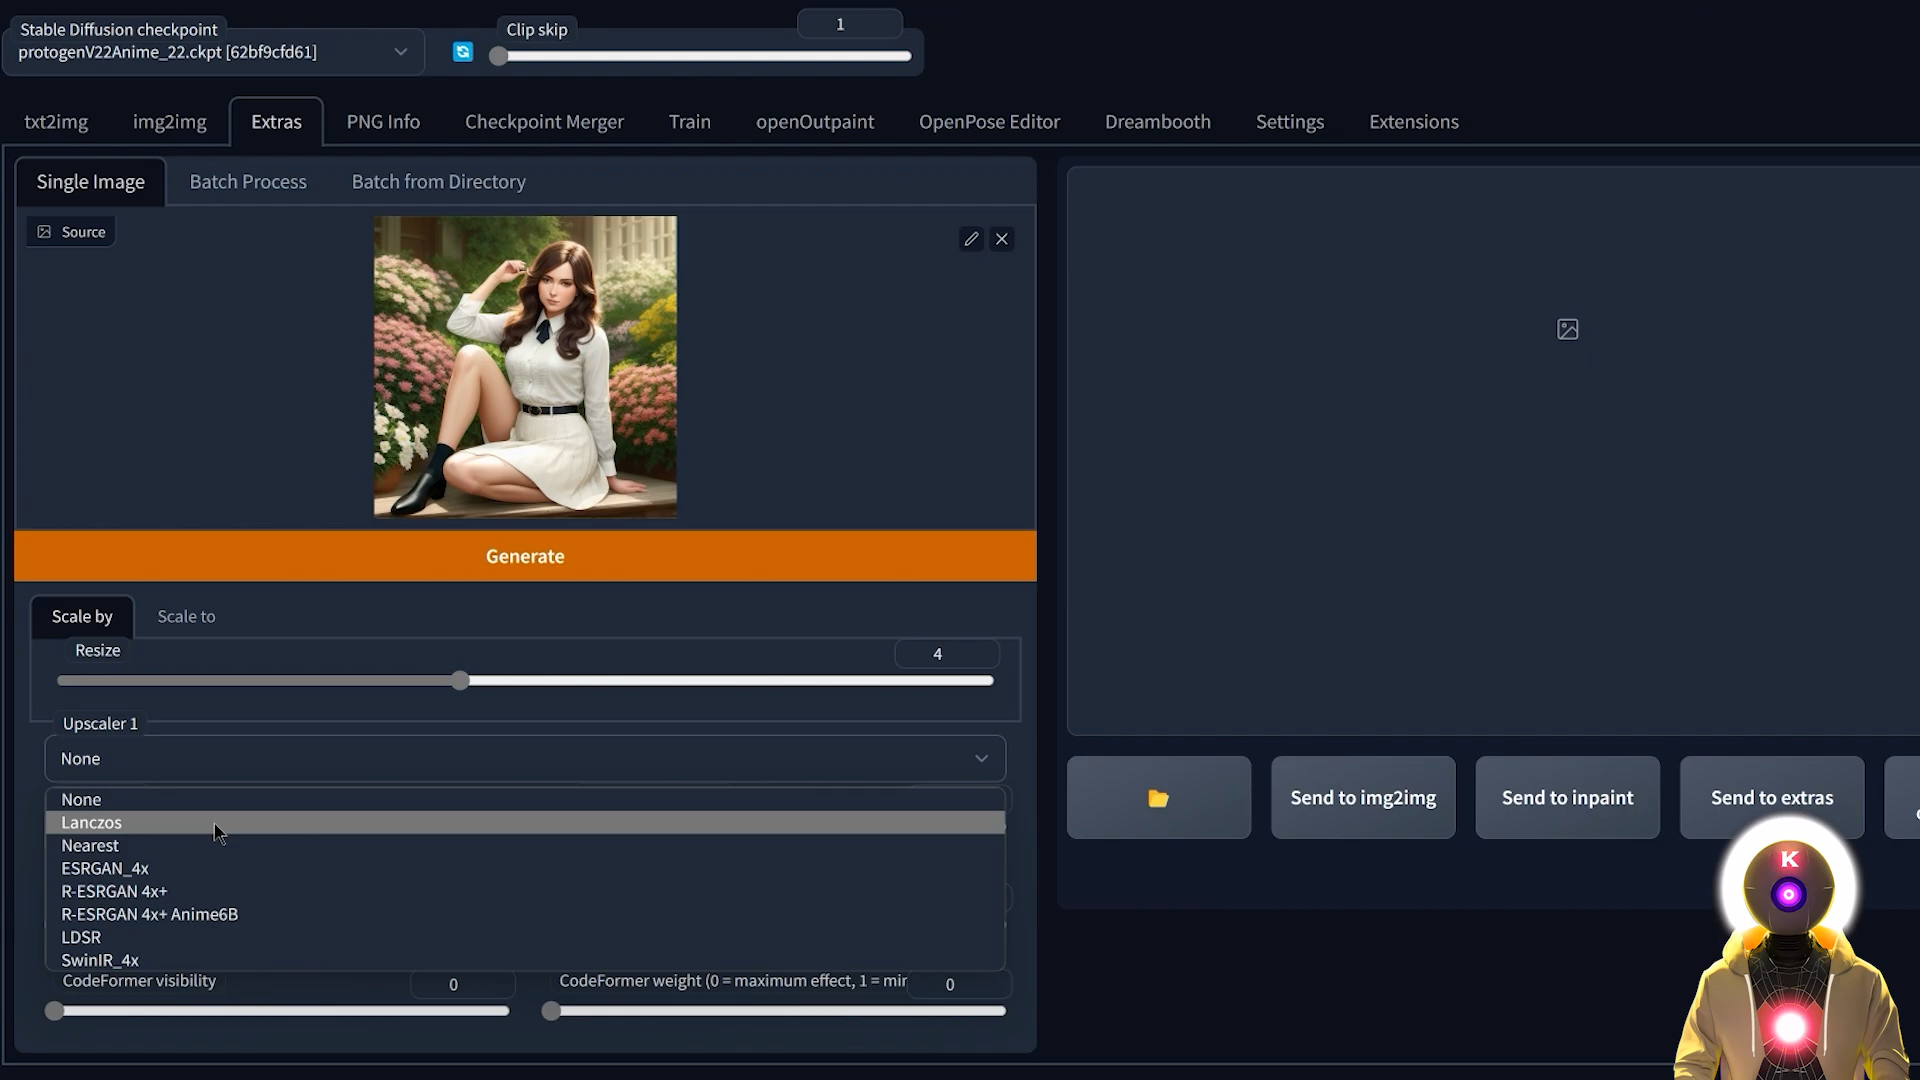 Stable Diffusion checkpoint
protogenV22Anime_22.ckpt [62bf9cfd61]
Clip skip
1
txt2img
img2img
Extras
PNG Info
Checkpoint Merger
Train
openOutpaint
OpenPose Editor
Dreambooth
Settings
Extensions
Single Image
Batch Process
Batch from Directory
Source
Generate
Scale by
Scale to
Resize
4
Upscaler 1
None
None
Lanczos
Nearest
ESRGAN_4x
R-ESRGAN 4x+
R-ESRGAN 4x+ Anime6B
LDSR
SwinIR_4x
CodeFormer visibility
0
CodeFormer weight (0 = maximum effect, 1 = mir
0
Send to img2img
Send to inpaint
Send to extras
K